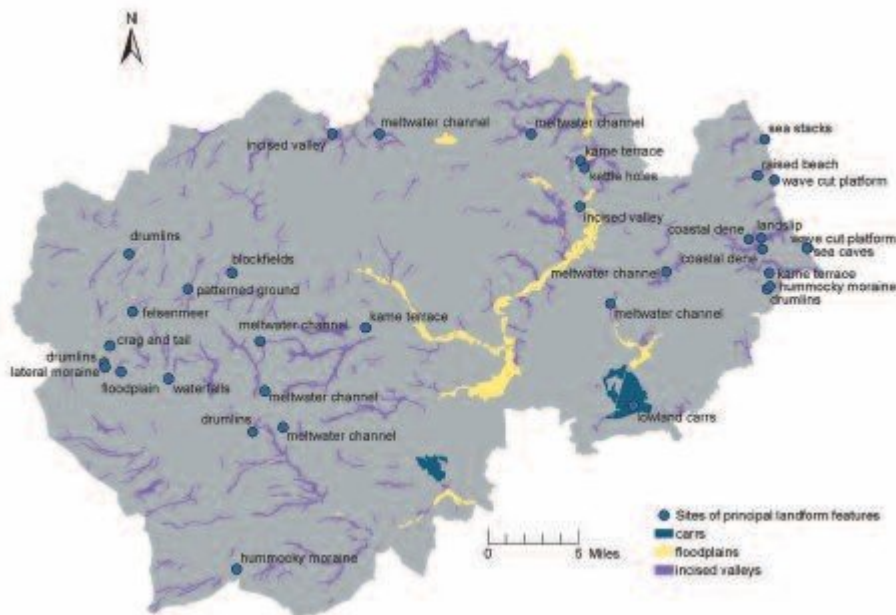 N
sea stacks
meltwater channel
meltwater channel
incised valley
kame terrace
kettle holes
raised beach
wave cut platform
incised valley
coastal dene
landslip
wave cut platform
sea caves
coastal dene
drumlins
blockfields
meltwater channel
kame terrace
hummocky moraine
drumlins
patterned ground
felsenmeer
meltwater channel
kame terrace
meltwater channel
crag and tail
drumlins
lateral moraine
floodplain
waterfalls
meltwater channel
drumlins
meltwater channel
lowland carrs
Sites of principal landform features
carrs
floodplains
incised valleys
0 5
Miles
hummocky moraine